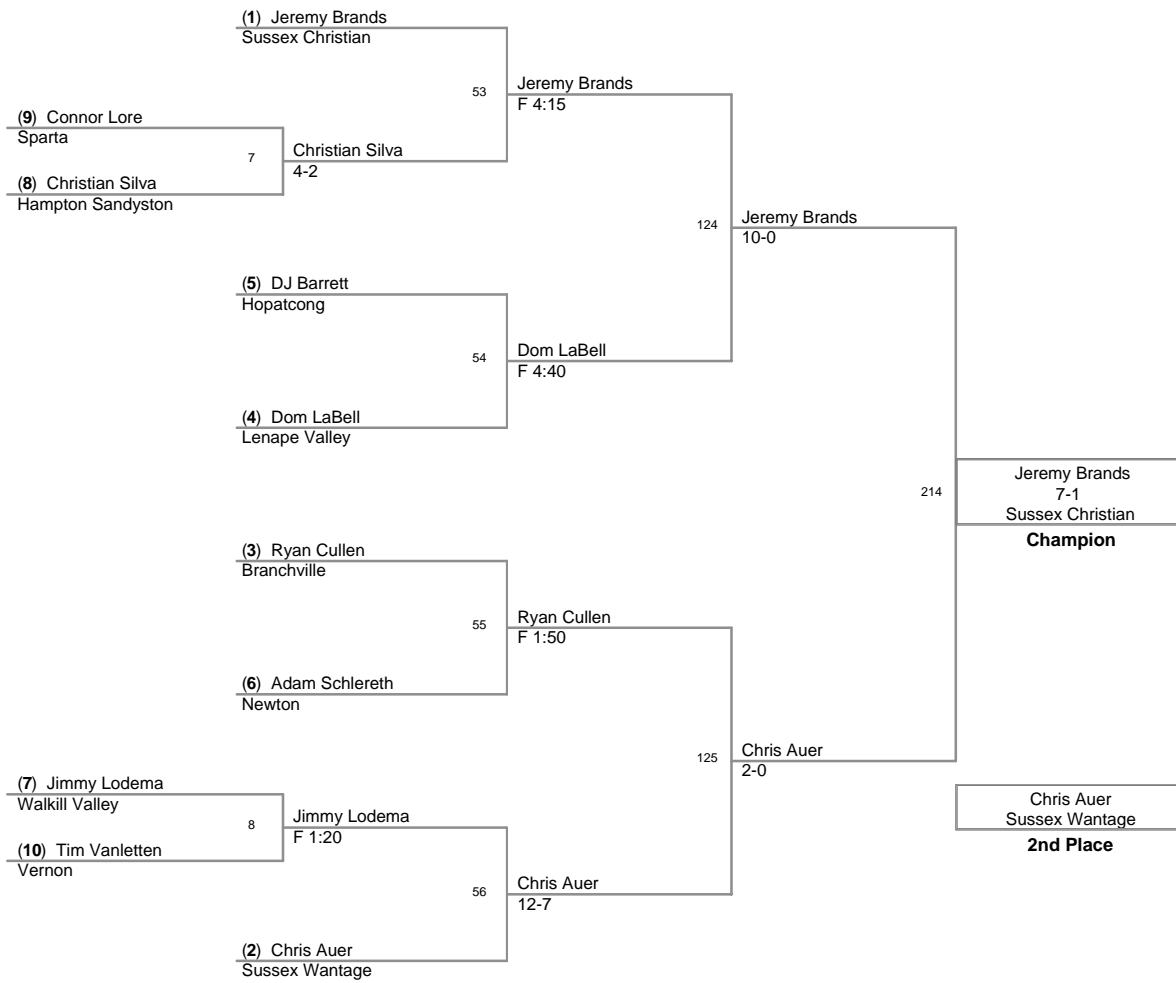 (1) Jeremy Brands
Sussex Christian
53
Jeremy Brands
F 4:15
(9) Connor Lore
Sparta
7
Christian Silva
4-2
(8) Christian Silva
Hampton Sandyston
124
Jeremy Brands
10-0
(5) DJ Barrett
Hopatcong
54
Dom LaBell
F 4:40
(4) Dom LaBell
Lenape Valley
214
Jeremy Brands
7-1
Sussex Christian
Champion
(3) Ryan Cullen
Branchville
55
Ryan Cullen
F 1:50
(6) Adam Schlereth
Newton
125
Chris Auer
2-0
(7) Jimmy Lodema
Walkill Valley
8
Jimmy Lodema
F 1:20
(10) Tim Vanletten
Vernon
Chris Auer
Sussex Wantage
2nd Place
56
Chris Auer
12-7
(2) Chris Auer
Sussex Wantage